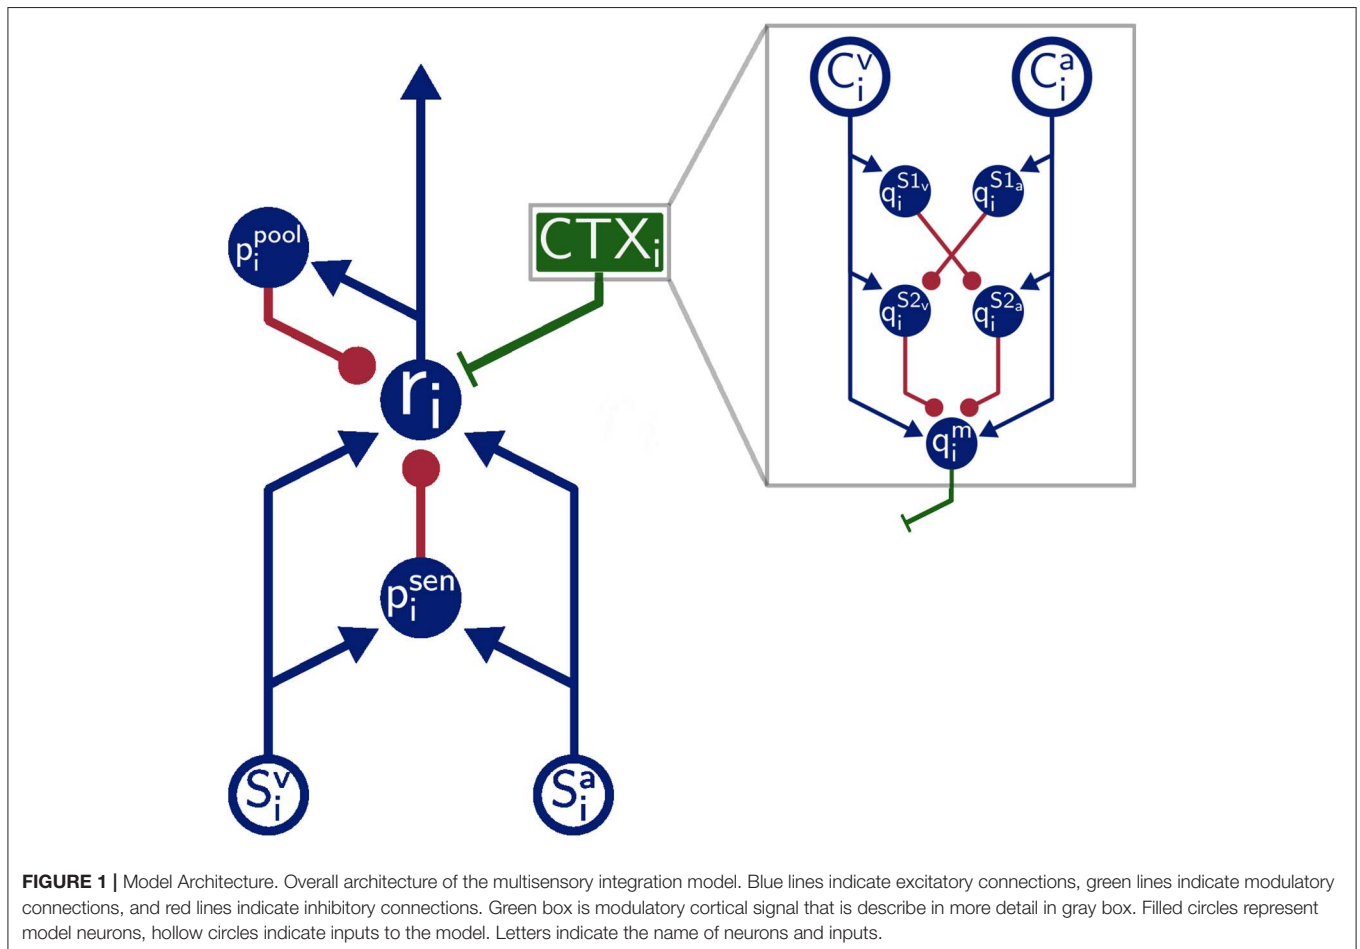 C_i^v
C_i^a
q_i^{S1_v}
q_i^{S1_a}
p_i^{pool}
CTX_i
q_i^{S2_v}
q_i^{S2_a}
r_i
q_i^m
p_i^{sen}
S_i^v
S_i^a
FIGURE 1 | Model Architecture. Overall architecture of the multisensory integration model. Blue lines indicate excitatory connections, green lines indicate modulatory
connections, and red lines indicate inhibitory connections. Green box is modulatory cortical signal that is describe in more detail in gray box. Filled circles represent
model neurons, hollow circles indicate inputs to the model. Letters indicate the name of neurons and inputs.